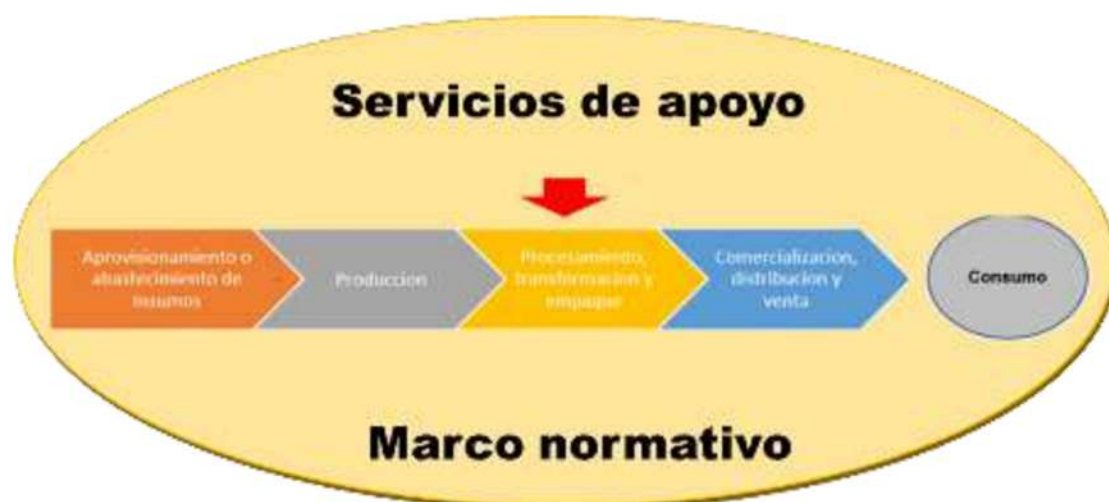 Servicios de apoyo
Aprovisionamiento o
abastecimiento de
insumos
Produccion
Procesamiento,
transformacion y
empaque
Comercializacion,
distribucion y
venta
Consumo
Marco normativo